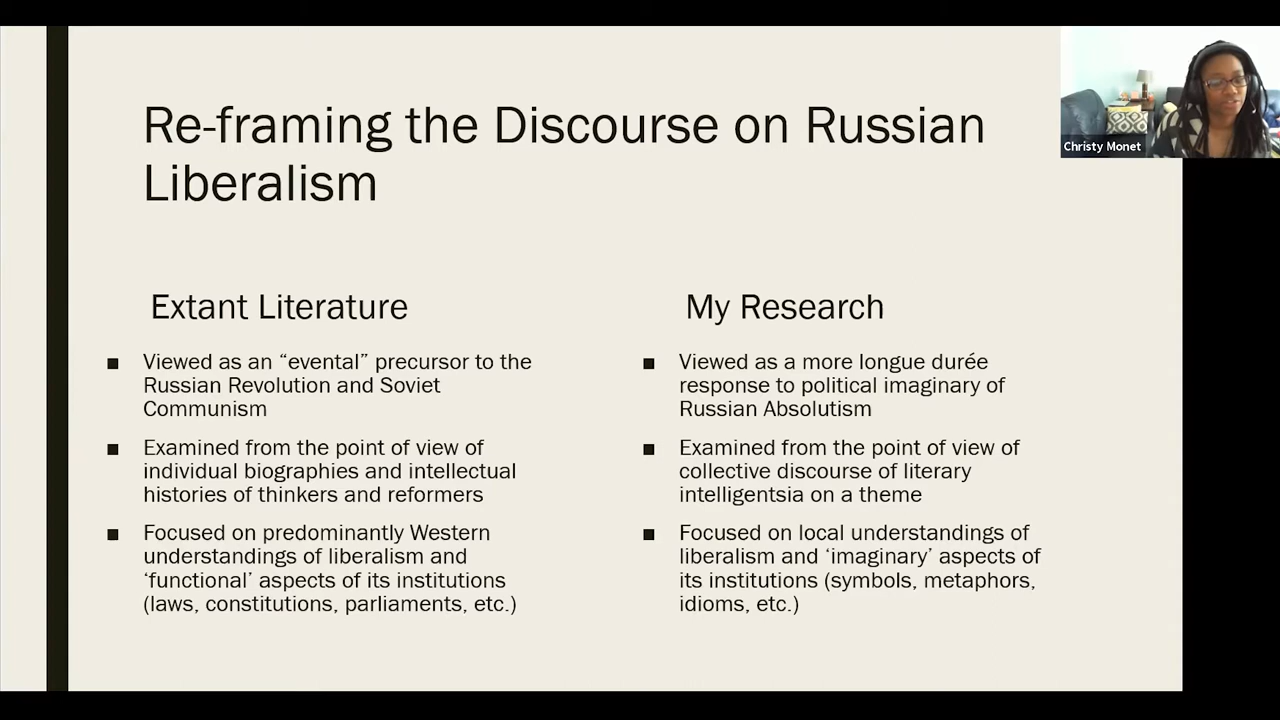 Re-framing the Discourse on Russian
Liberalism
Christy Monet
Extant Literature
■ Viewed as an “evental” precursor to the
Russian Revolution and Soviet
Communism
■ Examined from the point of view of
individual biographies and intellectual
histories of thinkers and reformers
■ Focused on predominantly Western
understandings of liberalism and
‘functional’ aspects of its institutions
(laws, constitutions, parliaments, etc.)
My Research
■ Viewed as a more longue durée
response to political imaginary of
Russian Absolutism
■ Examined from the point of view of
collective discourse of literary
intelligentsia on a theme
■ Focused on local understandings of
liberalism and ‘imaginary’ aspects of
its institutions (symbols, metaphors,
idioms, etc.)